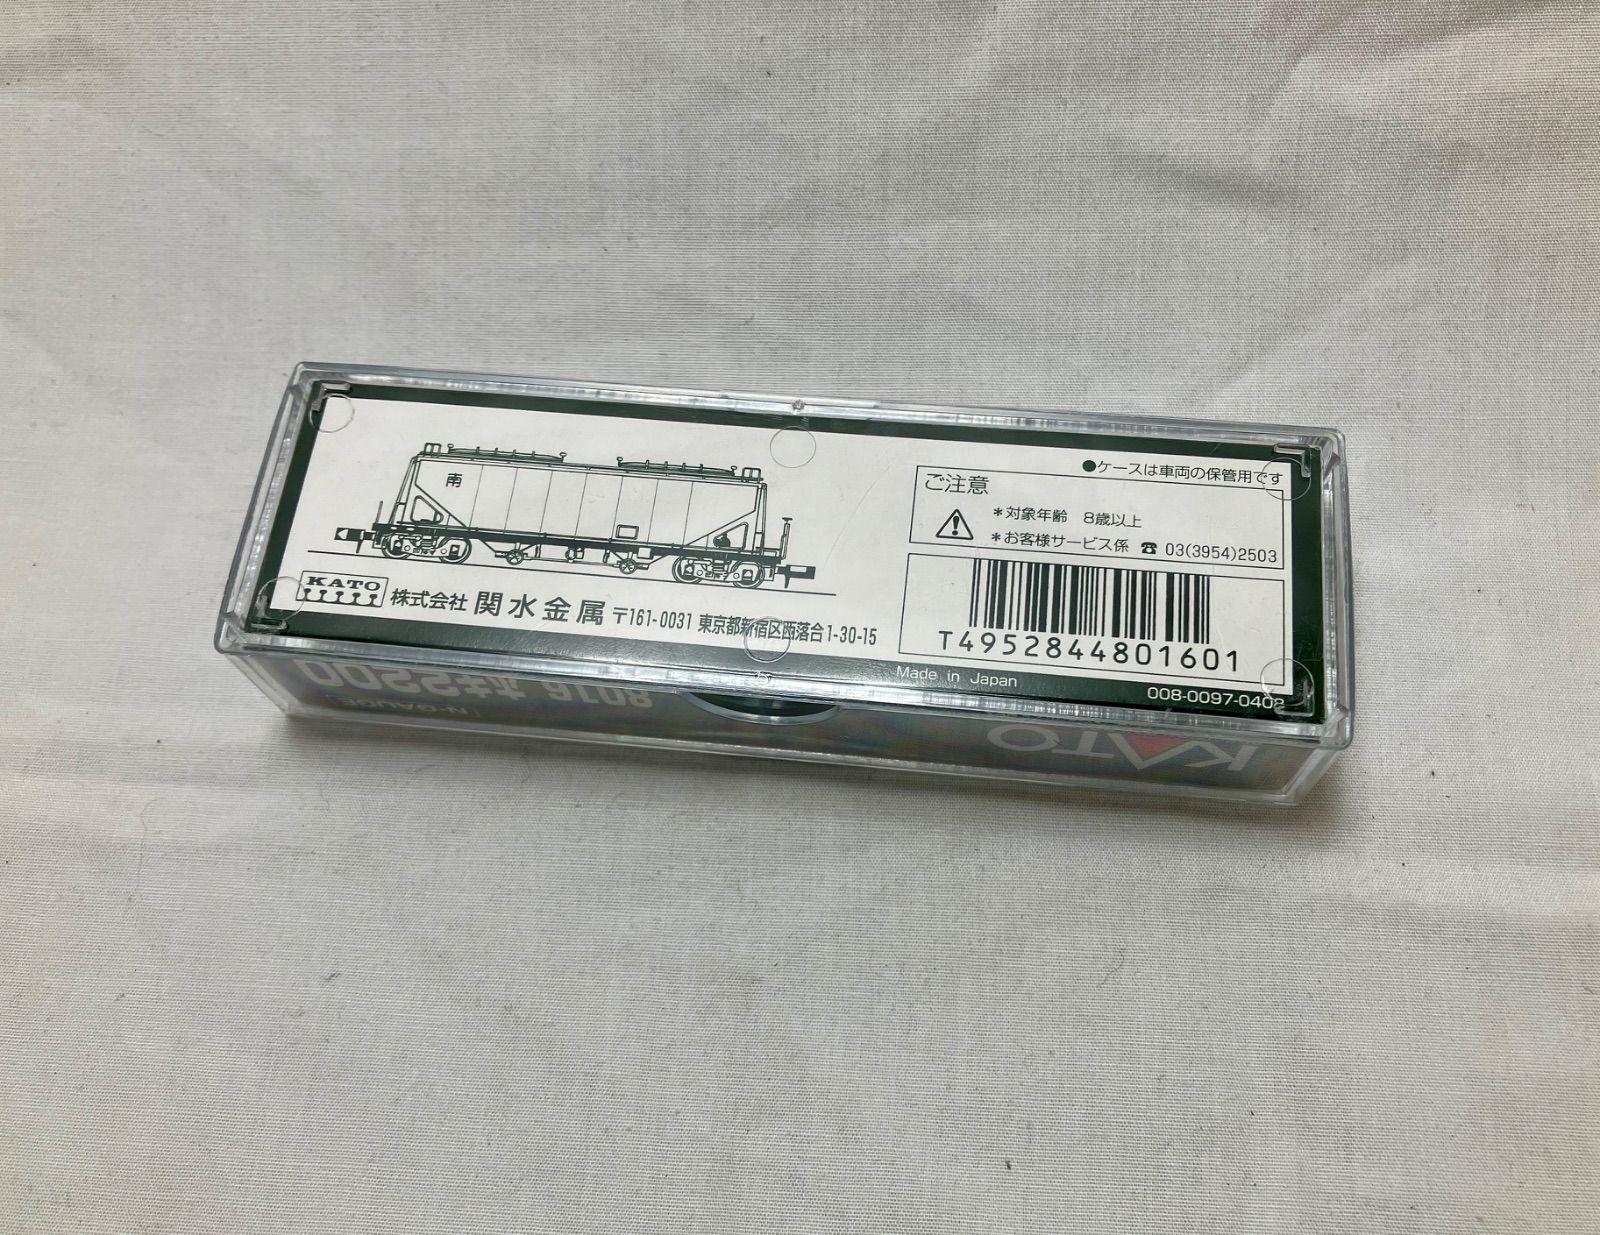 ●ケースは車両の保管用です
ご注意
*対象年齢 8歳以上
*お客様サービス係 ☎ 03(3954)2503
南
KATO
株式会社 関水金属 〒161-0031 東京都新宿区西落合1-30-15
T4952844801601
Made in Japan
008-0097-0408
8016 ホキ2200
N-GAUGE
KATO